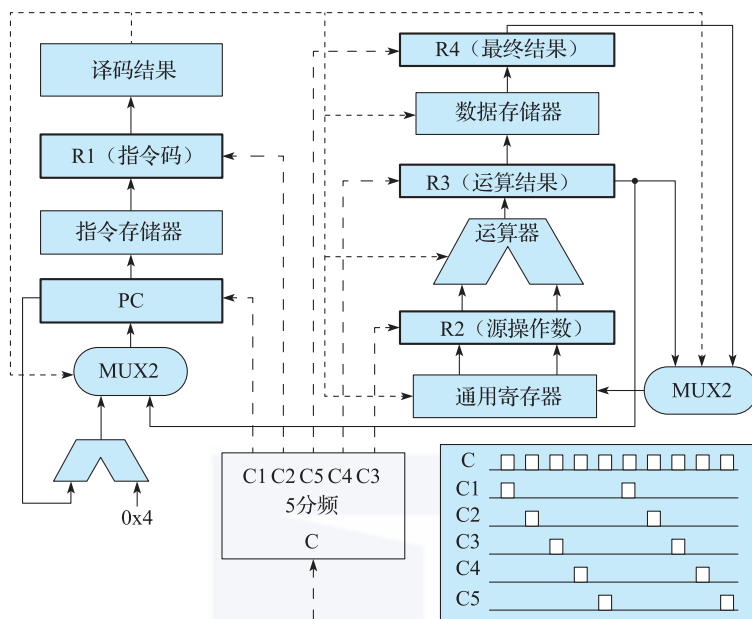 译码结果
R1（指令码）
指令存储器
PC
MUX2
0x4
R4（最终结果）
数据存储器
R3（运算结果）
运算器
R2（源操作数）
通用寄存器
MUX2
C1 C2 C5 C4 C3
5分频
C
C
C1
C2
C3
C4
C5